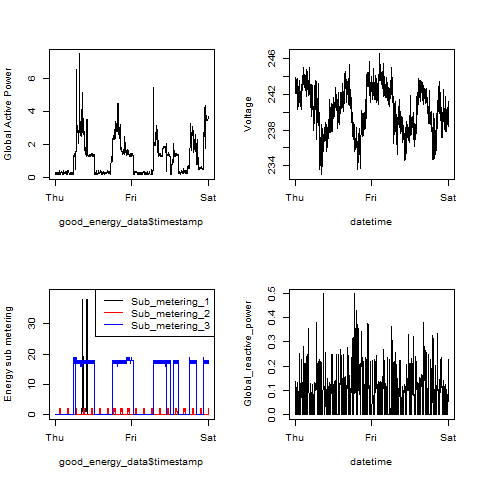 Global Active Power
0 2 4 6
Thu Fri Sat
good_energy_data$timestamp
Voltage
234 238 242 246
Thu Fri Sat
datetime
Energy sub metering
0 10 20 30
Sub_metering_1
Sub_metering_2
Sub_metering_3
Thu Fri Sat
good_energy_data$timestamp
Global_reactive_power
0.0 0.1 0.2 0.3 0.4 0.5
Thu Fri Sat
datetime